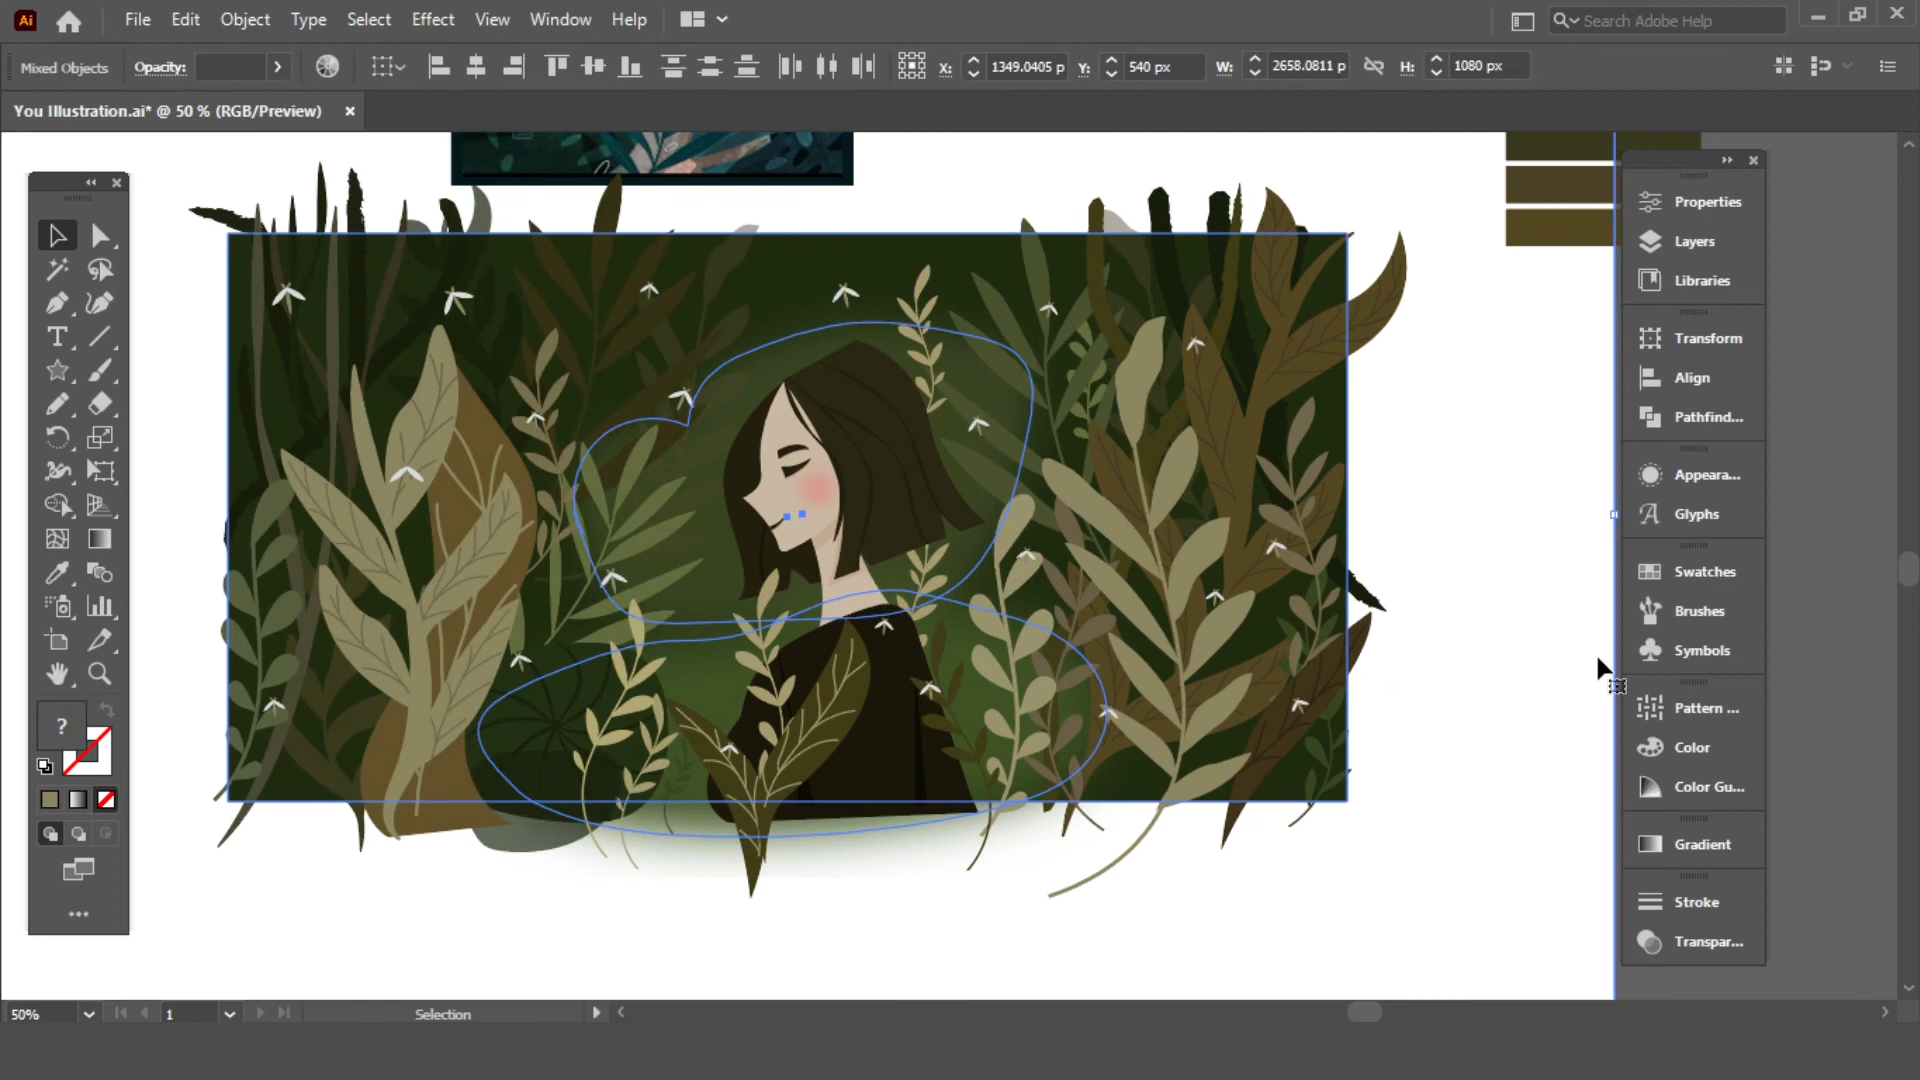 Ai File Edit Object Type Select Effect View Window Help Search Adobe Help
Mixed Objects Opacity: X: 1349.0405 p Y: 540 px W: 2658.0811 p H: 1080 px
You Illustration.ai* @ 50 % (RGB/Preview)
Properties
Layers
Libraries
Transform
Align
Pathfind...
Appeara...
Glyphs
Swatches
Brushes
Symbols
Pattern ...
Color
Color Gu...
Gradient
Stroke
Transpar...
T
?
50% 1 Selection